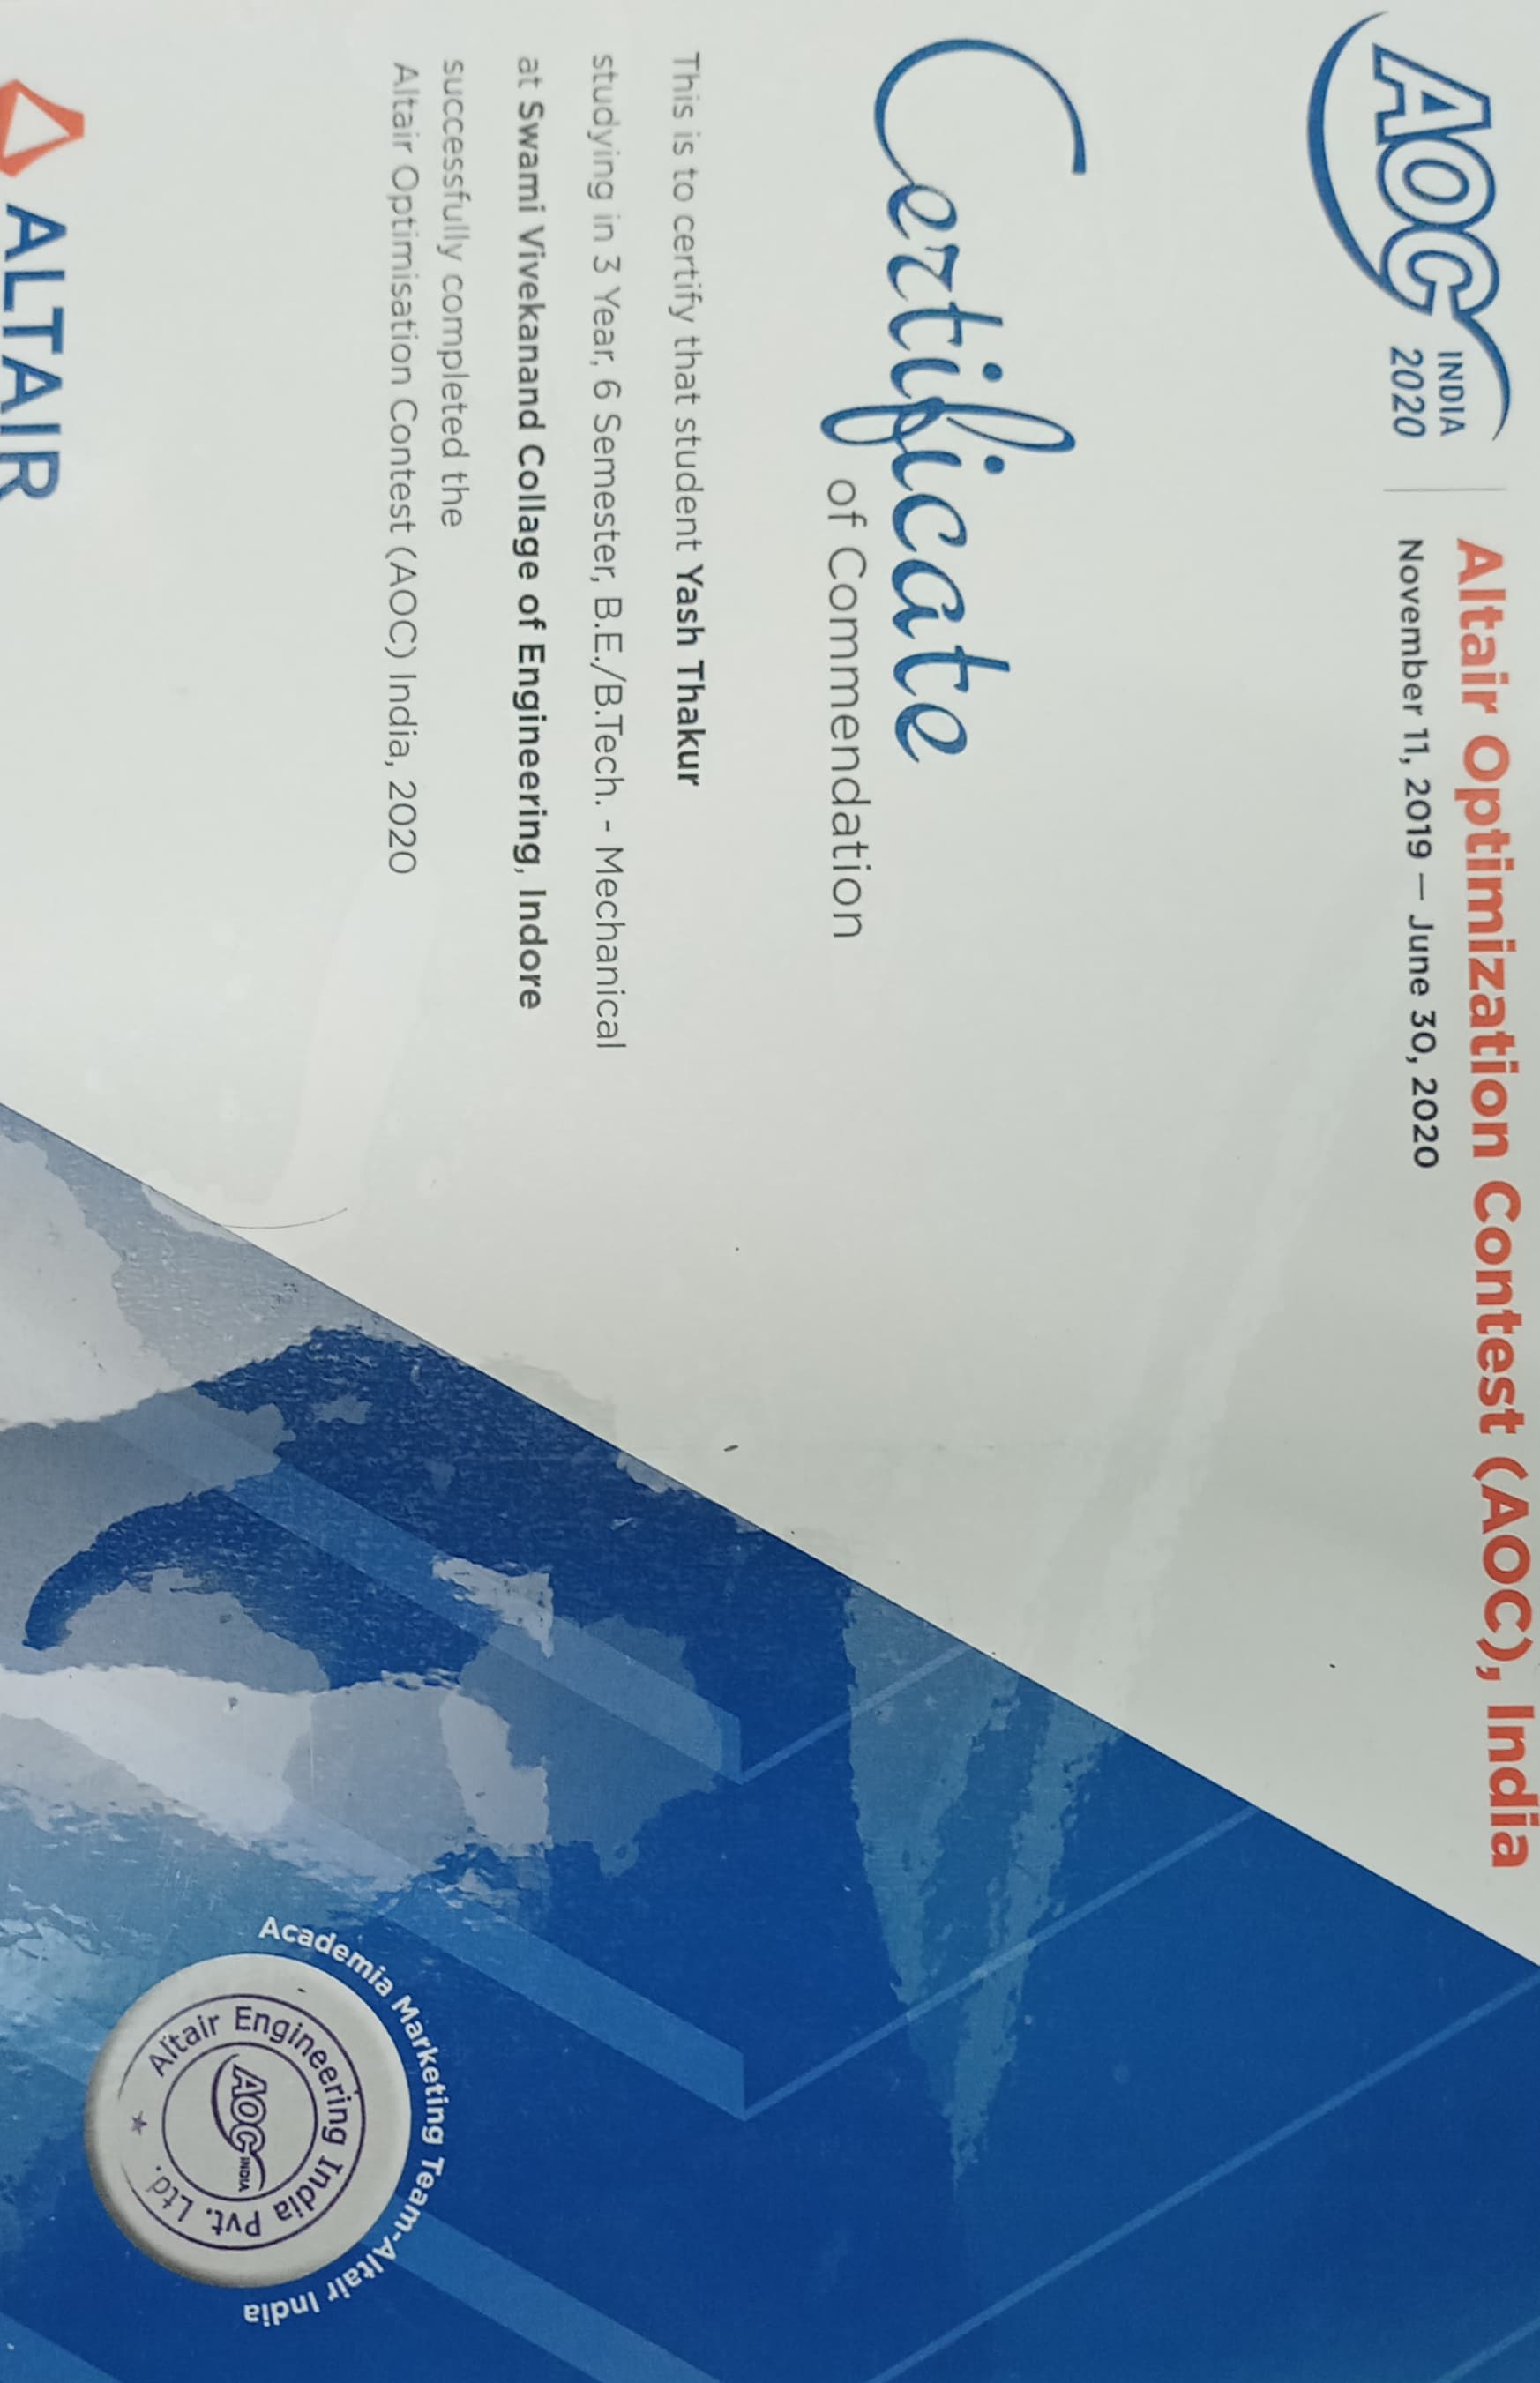 AOC INDIA 2020
Altair Optimization Contest (AOC), India
November 11, 2019 — June 30, 2020
Certificate
of Commendation
This is to certify that student Yash Thakur
studying in 3 Year, 6 Semester, B.E./B.Tech. - Mechanical
at Swami Vivekanand Collage of Engineering, Indore
successfully completed the
Altair Optimisation Contest (AOC) India, 2020
Academia Marketing Team-Altair India
Altair Engineering India Pvt. Ltd.
AOC INDIA
ALTAIR